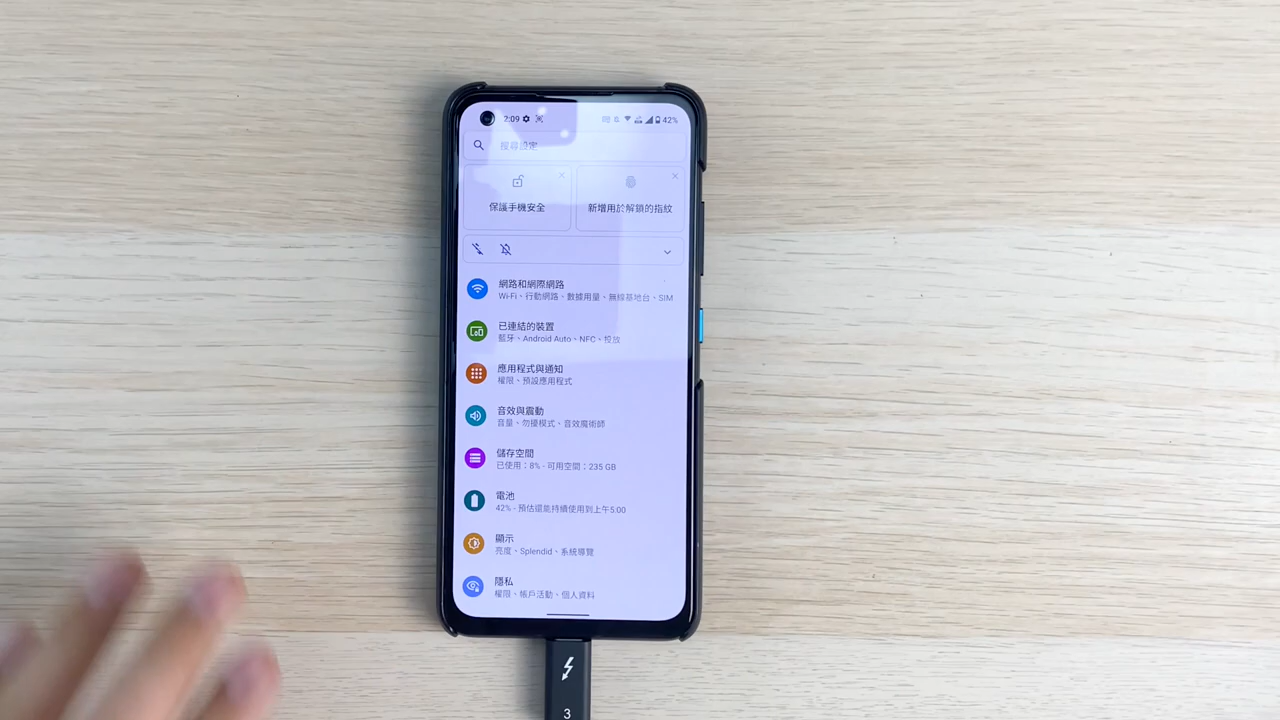 2:09
42%
搜尋設定
保護手機安全
新增用於解鎖的指紋
網路和網際網路
Wi-Fi、行動網路、數據用量、無線基地台、SIM
已連結的裝置
藍牙、Android Auto、NFC、投放
應用程式與通知
權限、預設應用程式
音效與震動
音量、勿擾模式、音效魔術師
儲存空間
已使用：8% - 可用空間：235 GB
電池
42% - 預估還能持續使用到上午5:00
顯示
亮度、Splendid、系統導覽
隱私
權限、帳戶活動、個人資料
3